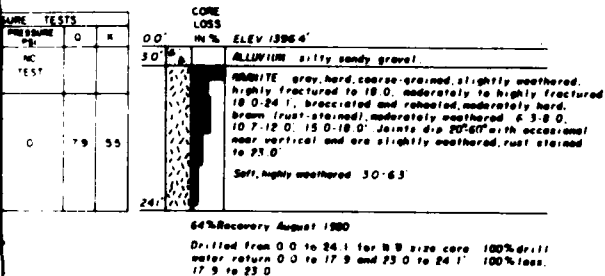 SURE TESTS
CORE
LOSS
IN %
PRESSURE
PSI
Q
K
0.0'
ELEV 1396.4'
NC
TEST
3.0'
ALLUVIUM silty sandy gravel
GRANITE gray, hard, coarse-grained, slightly weathered,
highly fractured to 18.0, moderately to highly fractured
18.0-24.1', brecciated and rehealed, moderately hard,
brown (rust-stained), moderately weathered 6.3-8.0,
10.7-12.0, 15.0-18.0' Joints dip 20°-60° with occasional
near vertical and are slightly weathered, rust stained
to 23.0'
0
7.9
55
Soft, highly weathered 3.0-6.3'
24.1'
64% Recovery August 1980
Drilled from 0.0 to 24.1 for N W size core 100% drill
water return 0.0 to 17.9 and 23.0 to 24.1' 100% loss,
17.9 to 23.0